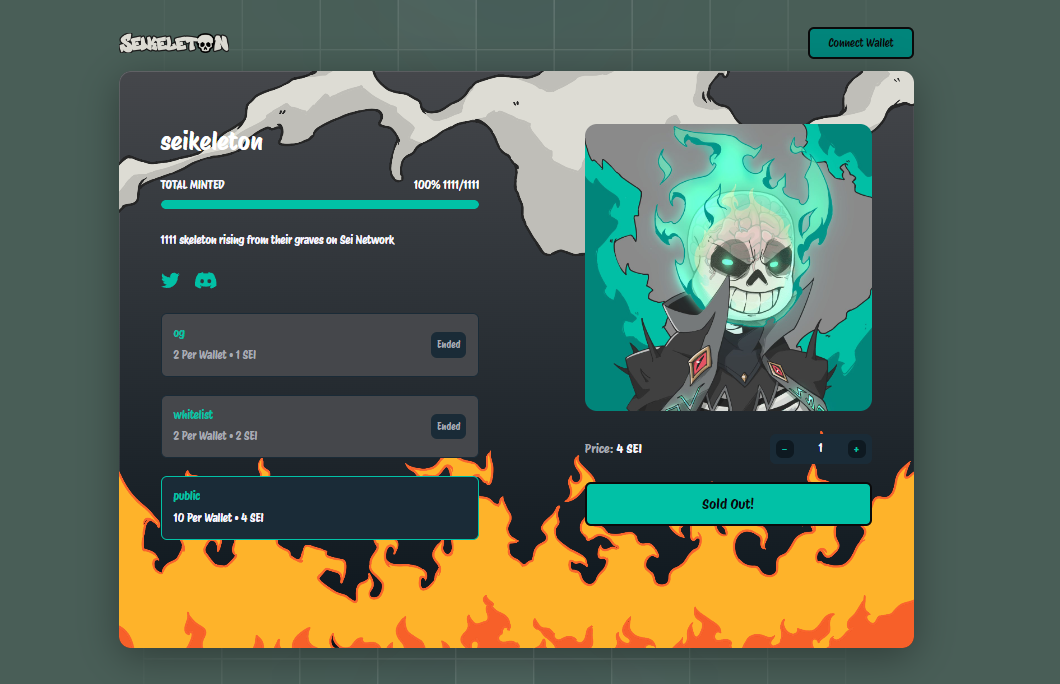 SEIKELETON
Connect Wallet
seikeleton
TOTAL MINTED 100% 1111/1111
1111 skeleton rising from their graves on Sei Network
og
2 Per Wallet • 1 SEI
Ended
whitelist
2 Per Wallet • 2 SEI
Ended
public
10 Per Wallet • 4 SEI
Price: 4 SEI
- 1 +
Sold Out!